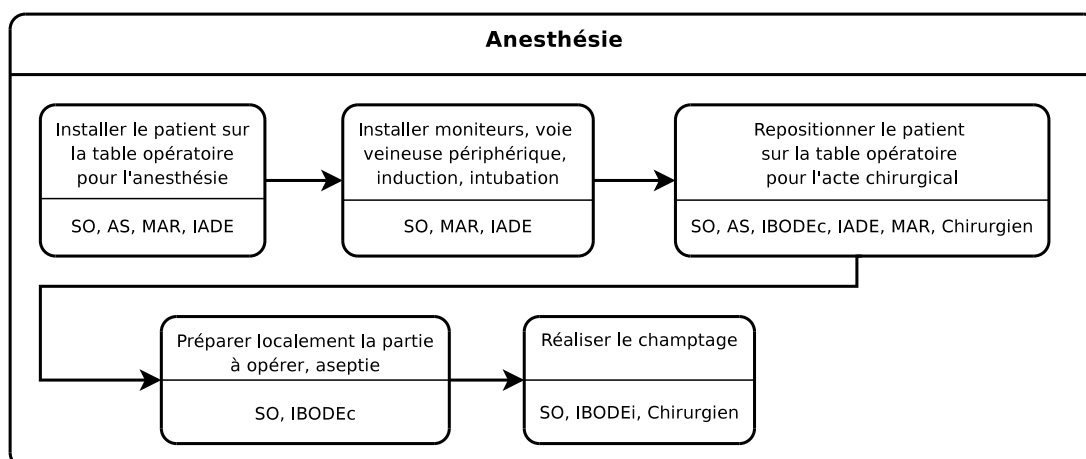 Anesthésie
Installer le patient sur
la table opératoire
pour l'anesthésie
SO, AS, MAR, IADE
Installer moniteurs, voie
veineuse périphérique,
induction, intubation
SO, MAR, IADE
Repositionner le patient
sur la table opératoire
pour l'acte chirurgical
SO, AS, IBODEc, IADE, MAR, Chirurgien
Préparer localement la partie
à opérer, aseptie
SO, IBODEc
Réaliser le champtage
SO, IBODEi, Chirurgien